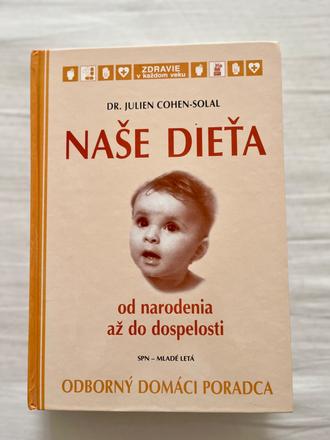 ZDRAVIE
v každom veku
DR. JULIEN COHEN-SOLAL
NAŠE DIEŤA
od narodenia
až do dospelosti
SPN – MLADÉ LETÁ
ODBORNÝ DOMÁCI PORADCA